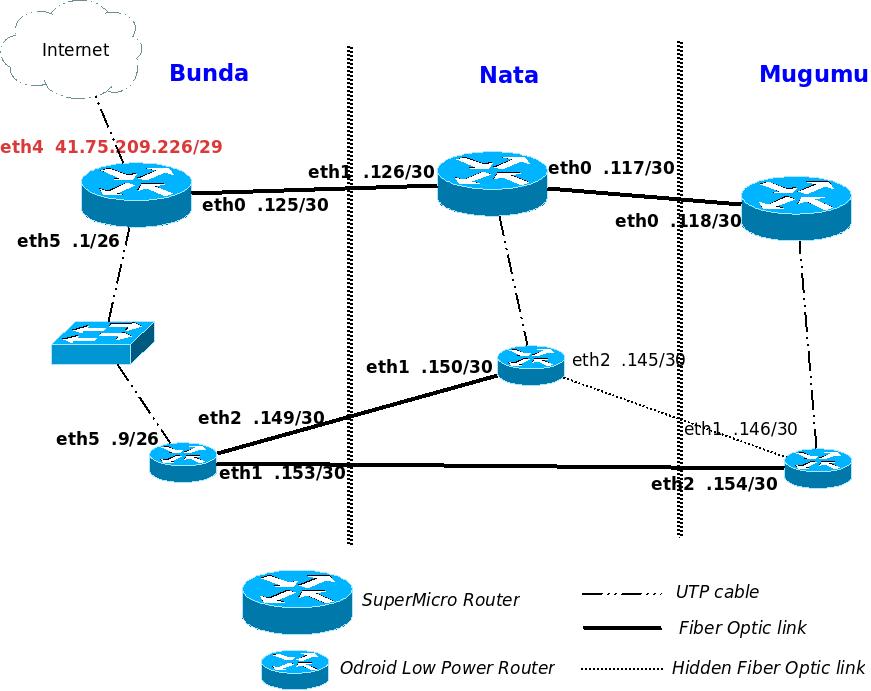 Internet
Bunda
Nata
Mugumu
eth4 41.75.209.226/29
eth1 .126/30
eth0 .117/30
eth0 .125/30
eth0 .118/30
eth5 .1/26
eth1 .150/30
eth2 .145/30
eth2 .149/30
eth1 .146/30
eth5 .9/26
eth1 .153/30
eth2 .154/30
SuperMicro Router
UTP cable
Fiber Optic link
Odroid Low Power Router
Hidden Fiber Optic link